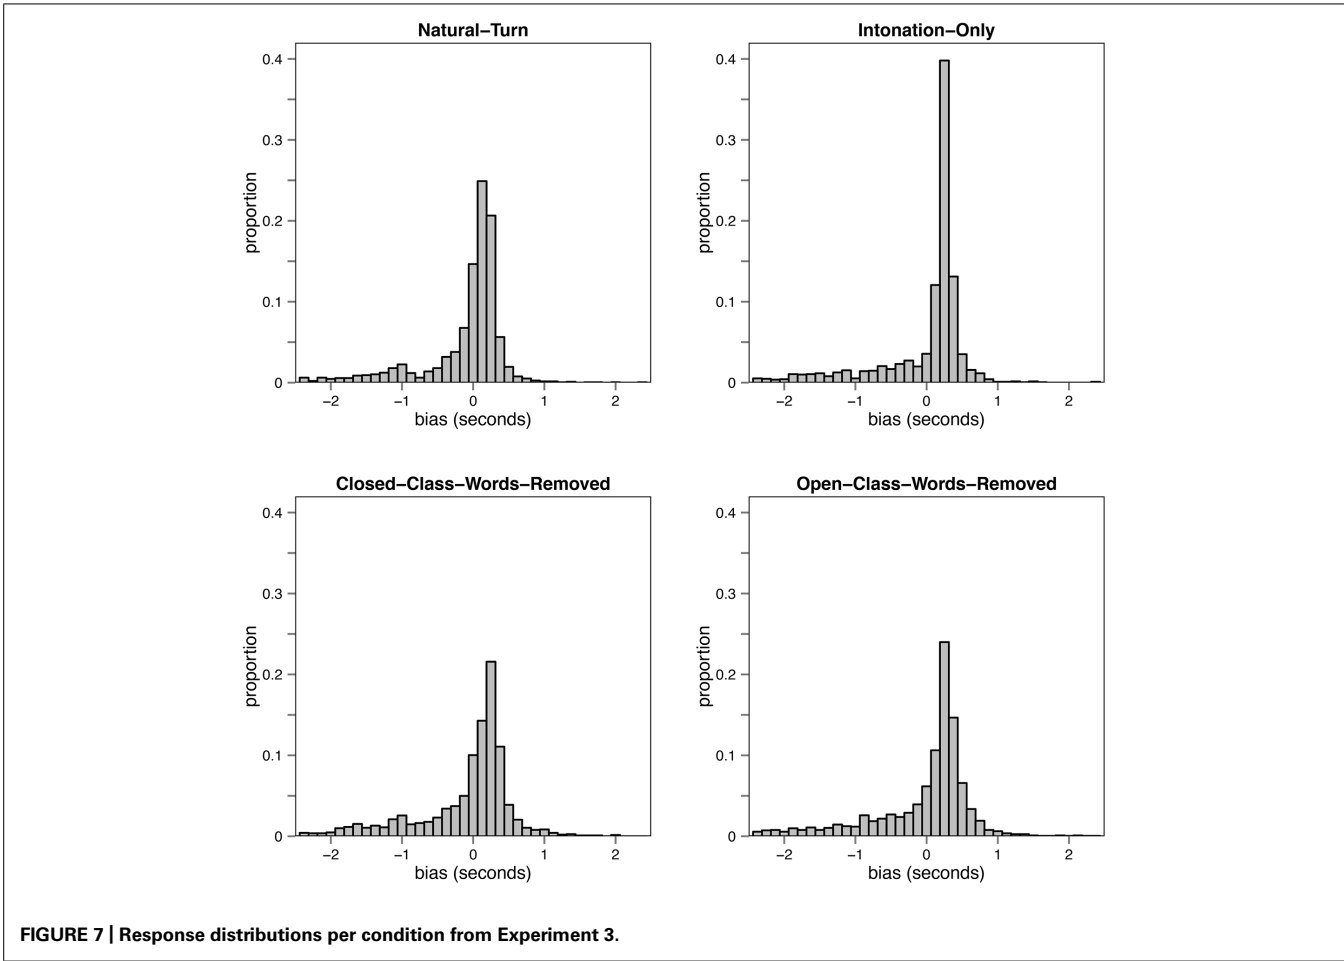 Natural−Turn
0.4
0.3
0.2
0.1
0
proportion
−2 −1 0 1 2
bias (seconds)
Intonation−Only
0.4
0.3
0.2
0.1
0
proportion
−2 −1 0 1 2
bias (seconds)
Closed−Class−Words−Removed
0.4
0.3
0.2
0.1
0
proportion
−2 −1 0 1 2
bias (seconds)
Open−Class−Words−Removed
0.4
0.3
0.2
0.1
0
proportion
−2 −1 0 1 2
bias (seconds)
FIGURE 7 | Response distributions per condition from Experiment 3.